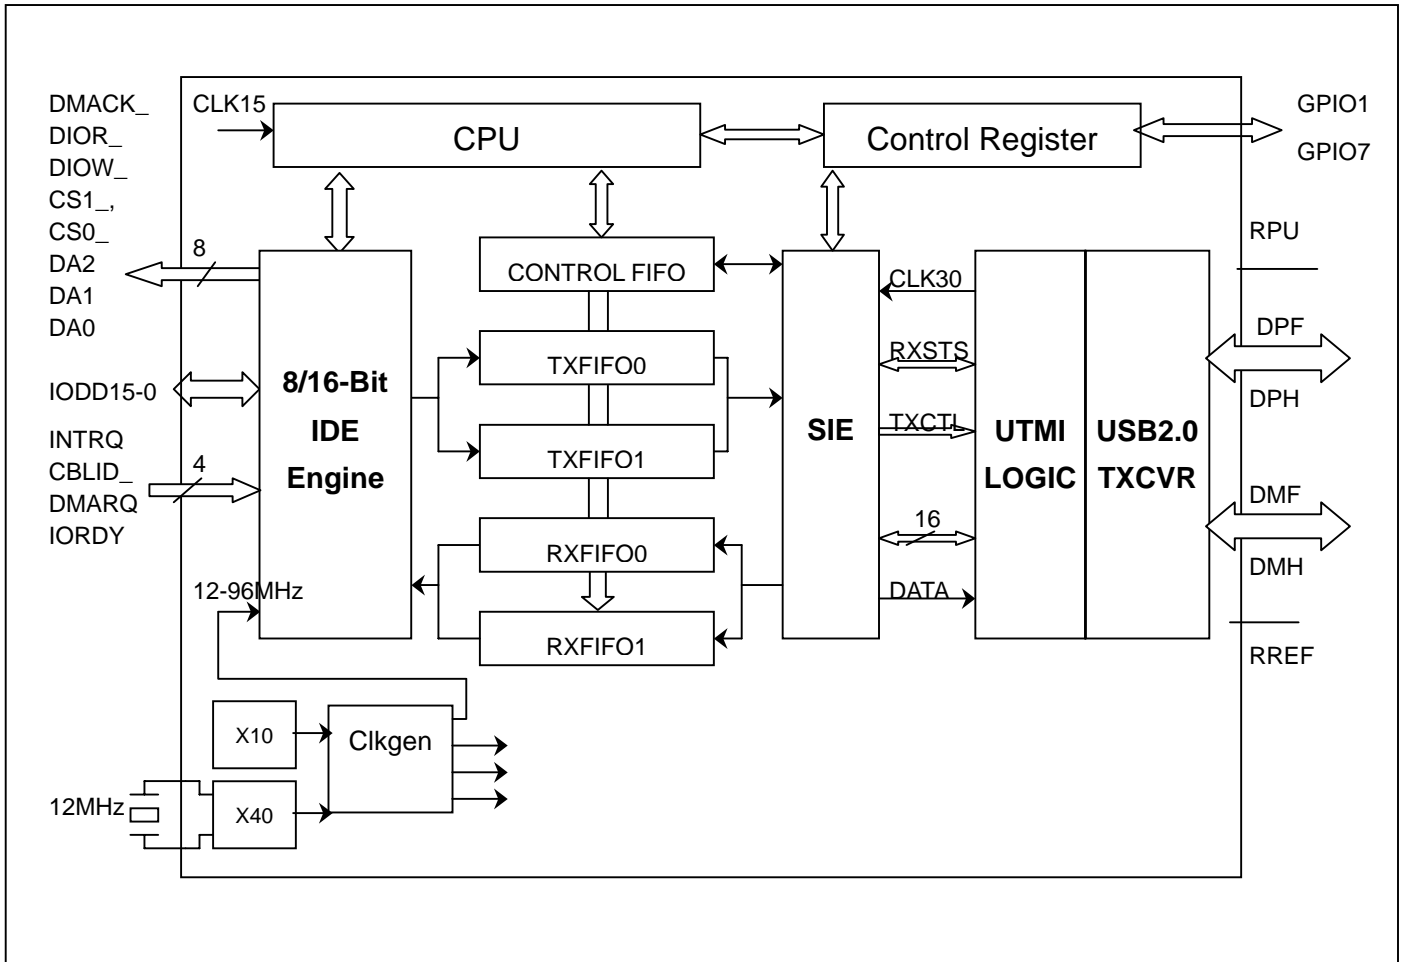 DMACK_
DIOR_
DIOW_
CS1_,
CS0_
DA2
DA1
DA0
8
IODD15-0
INTRQ
CBLID_
DMARQ
IORDY
4
12-96MHz
CLK15
CPU
Control Register
GPIO1
GPIO7
8/16-Bit
IDE
Engine
CONTROL FIFO
TXFIFO0
TXFIFO1
RXFIFO0
RXFIFO1
SIE
CLK30
RXSTS
TXCTL
16
DATA
UTMI
LOGIC
USB2.0
TXCVR
RPU
DPF
DPH
DMF
DMH
RREF
X10
Clkgen
12MHz
X40